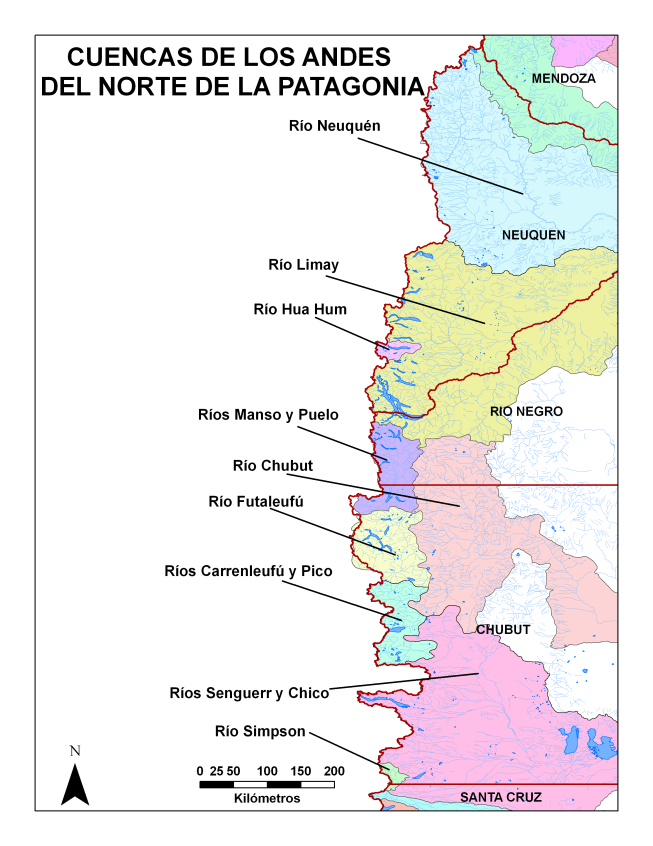 CUENCAS DE LOS ANDES
DEL NORTE DE LA PATAGONIA
MENDOZA
Río Neuquén
NEUQUEN
Río Limay
Río Hua Hum
RIO NEGRO
Ríos Manso y Puelo
Río Chubut
Río Futaleufú
Ríos Carrenleufú y Pico
CHUBUT
Ríos Senguerr y Chico
Río Simpson
N
0 25 50 100 150 200
Kilómetros
SANTA CRUZ